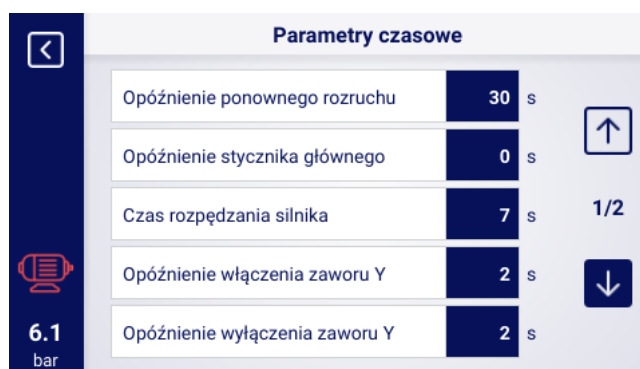 Parametry czasowe
Opóźnienie ponownego rozruchu 30 s
Opóźnienie stycznika głównego 0 s
Czas rozpędzania silnika 7 s
1/2
Opóźnienie włączenia zaworu Y 2 s
Opóźnienie wyłączenia zaworu Y 2 s
6.1
bar